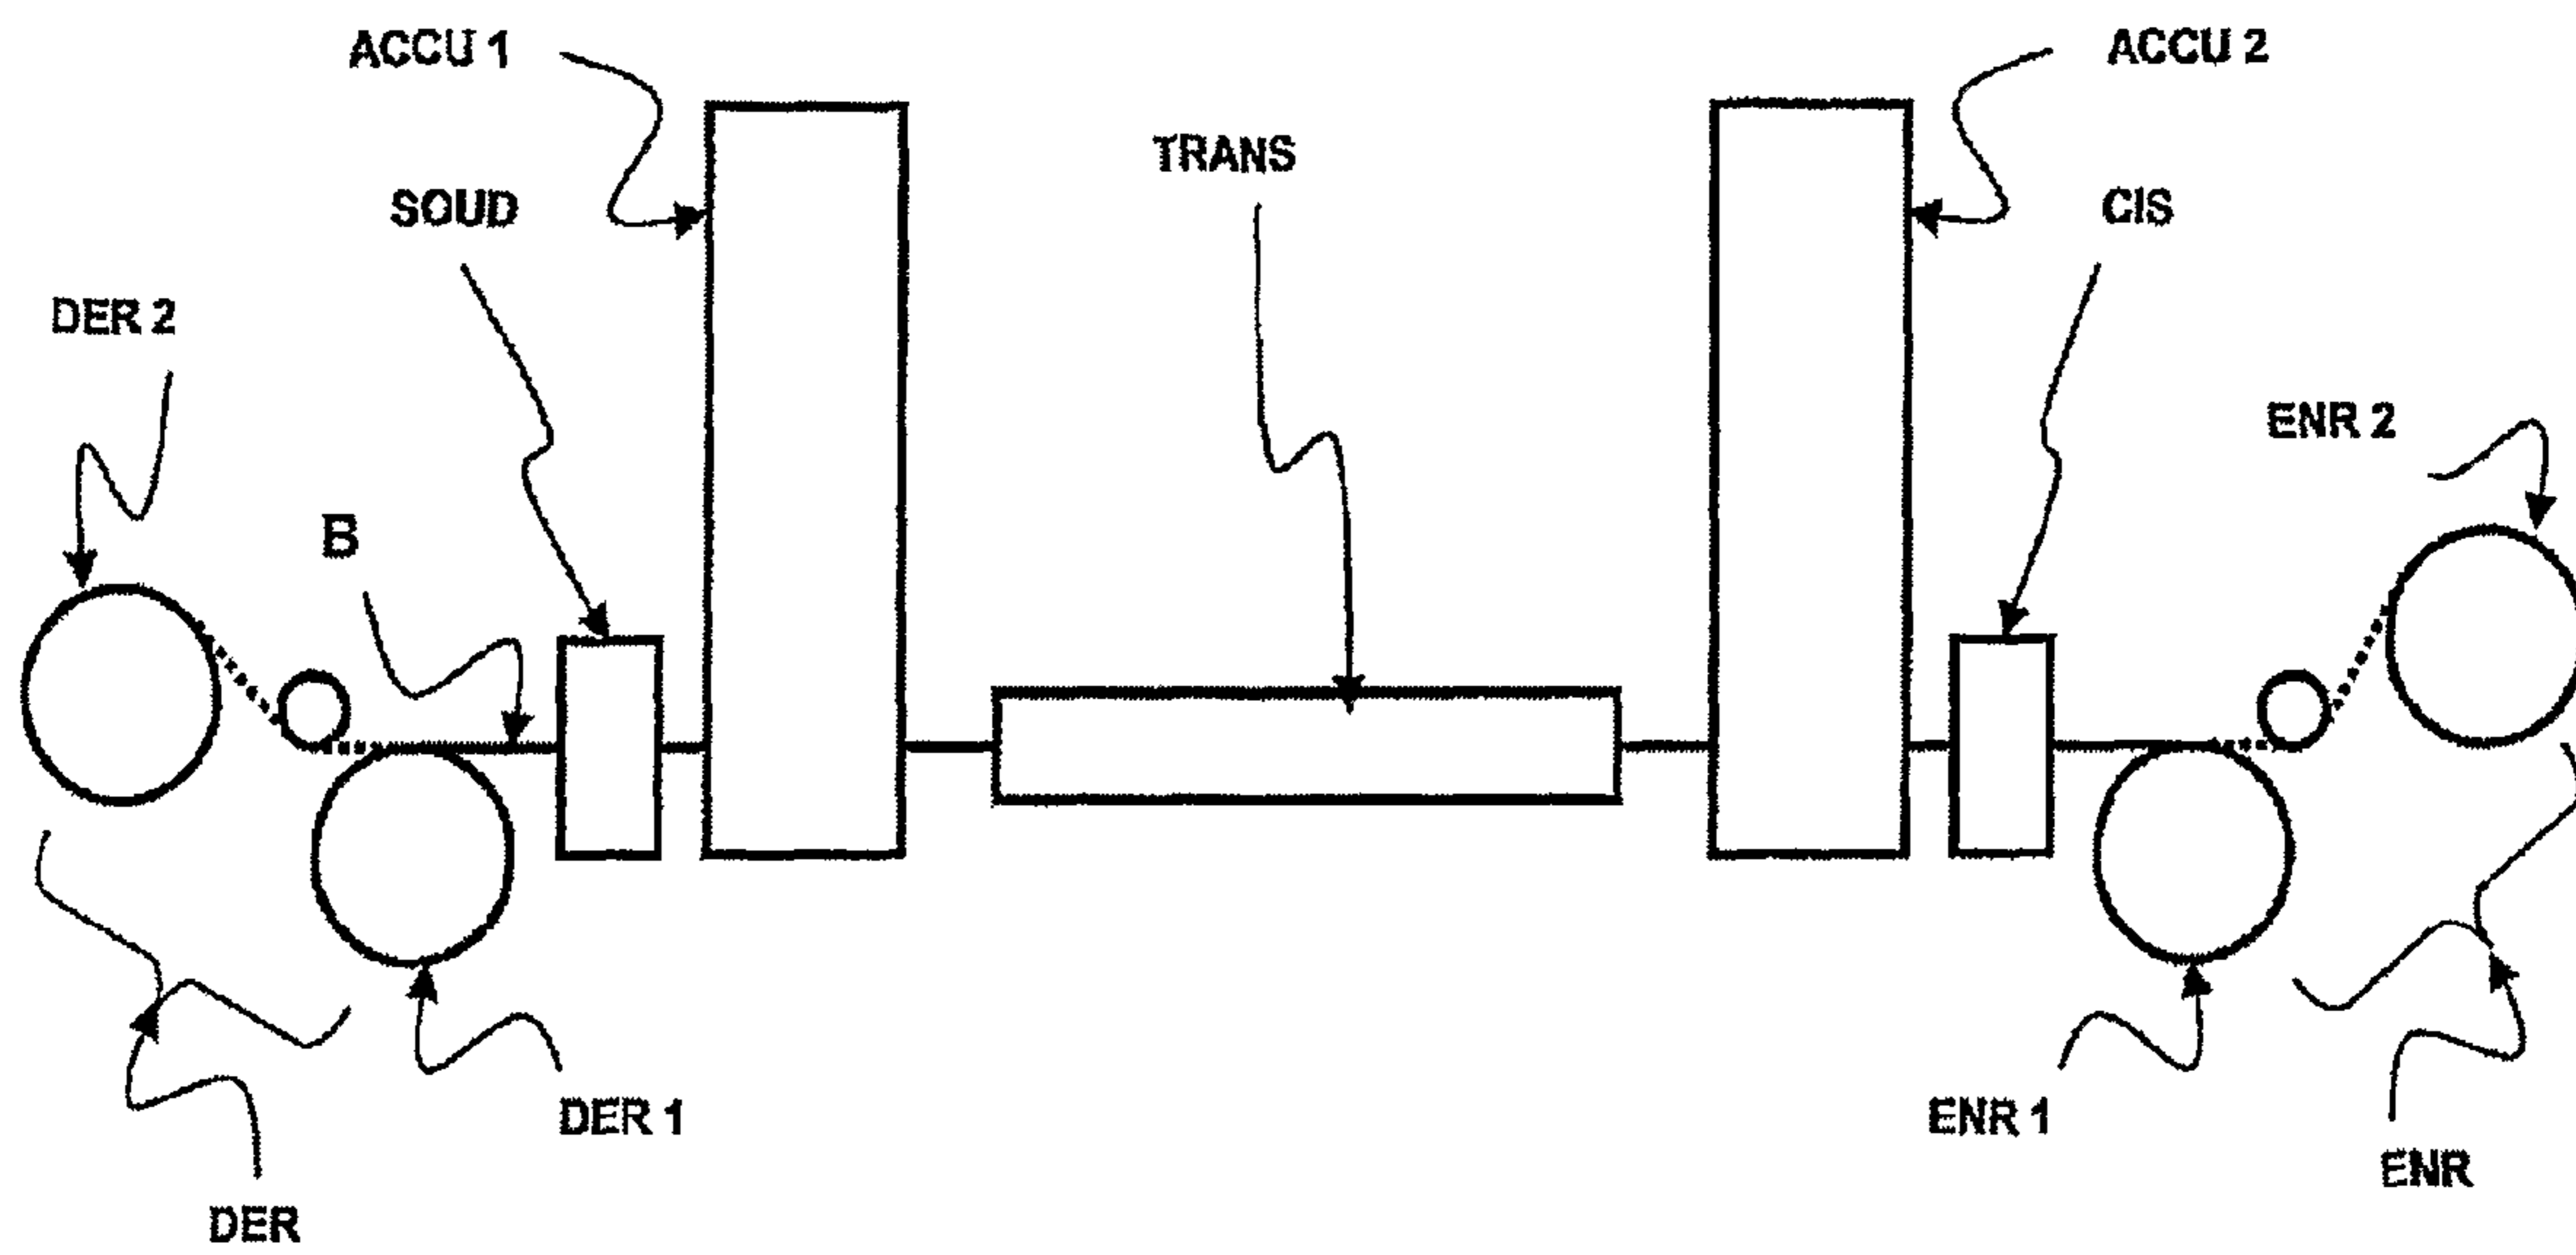 ACCU 1
ACCU 2
TRANS
SOUD
CIS
DER 2
ENR 2
B
DER 1
ENR 1
ENR
DER